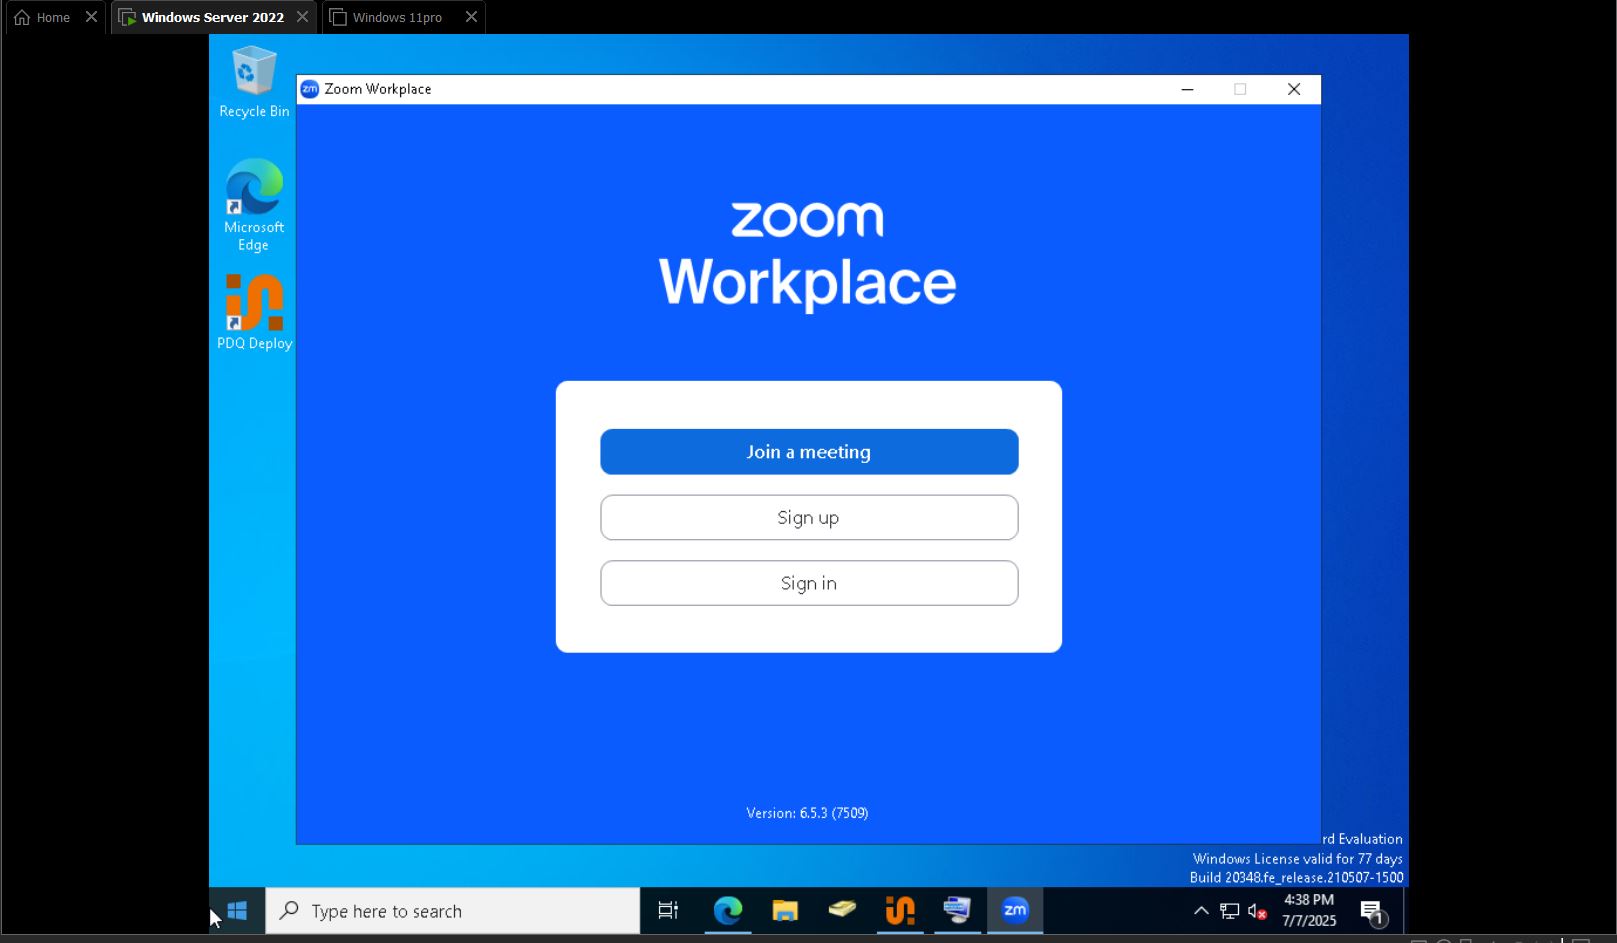 Home
Windows Server 2022
Windows 11pro
Recycle Bin
zm Zoom Workplace
Microsoft
Edge
PDQ Deploy
zoom
Workplace
Join a meeting
Sign up
Sign in
Version: 6.5.3 (7509)
rd Evaluation
Windows License valid for 77 days
Build 20348.fe_release.210507-1500
Type here to search
zm
4:38 PM
7/7/2025
1